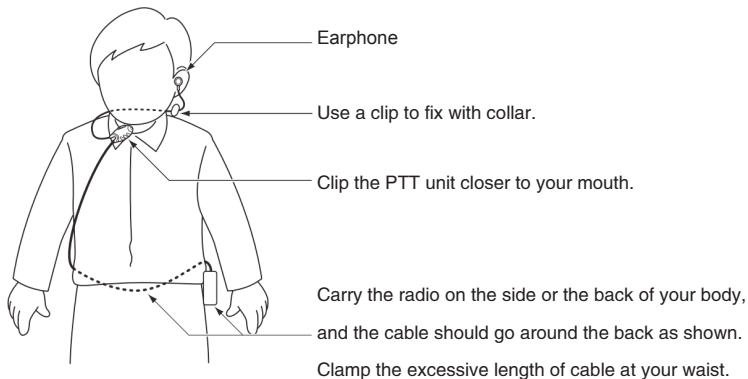 Earphone
Use a clip to fix with collar.
Clip the PTT unit closer to your mouth.
Carry the radio on the side or the back of your body,
and the cable should go around the back as shown.
Clamp the excessive length of cable at your waist.